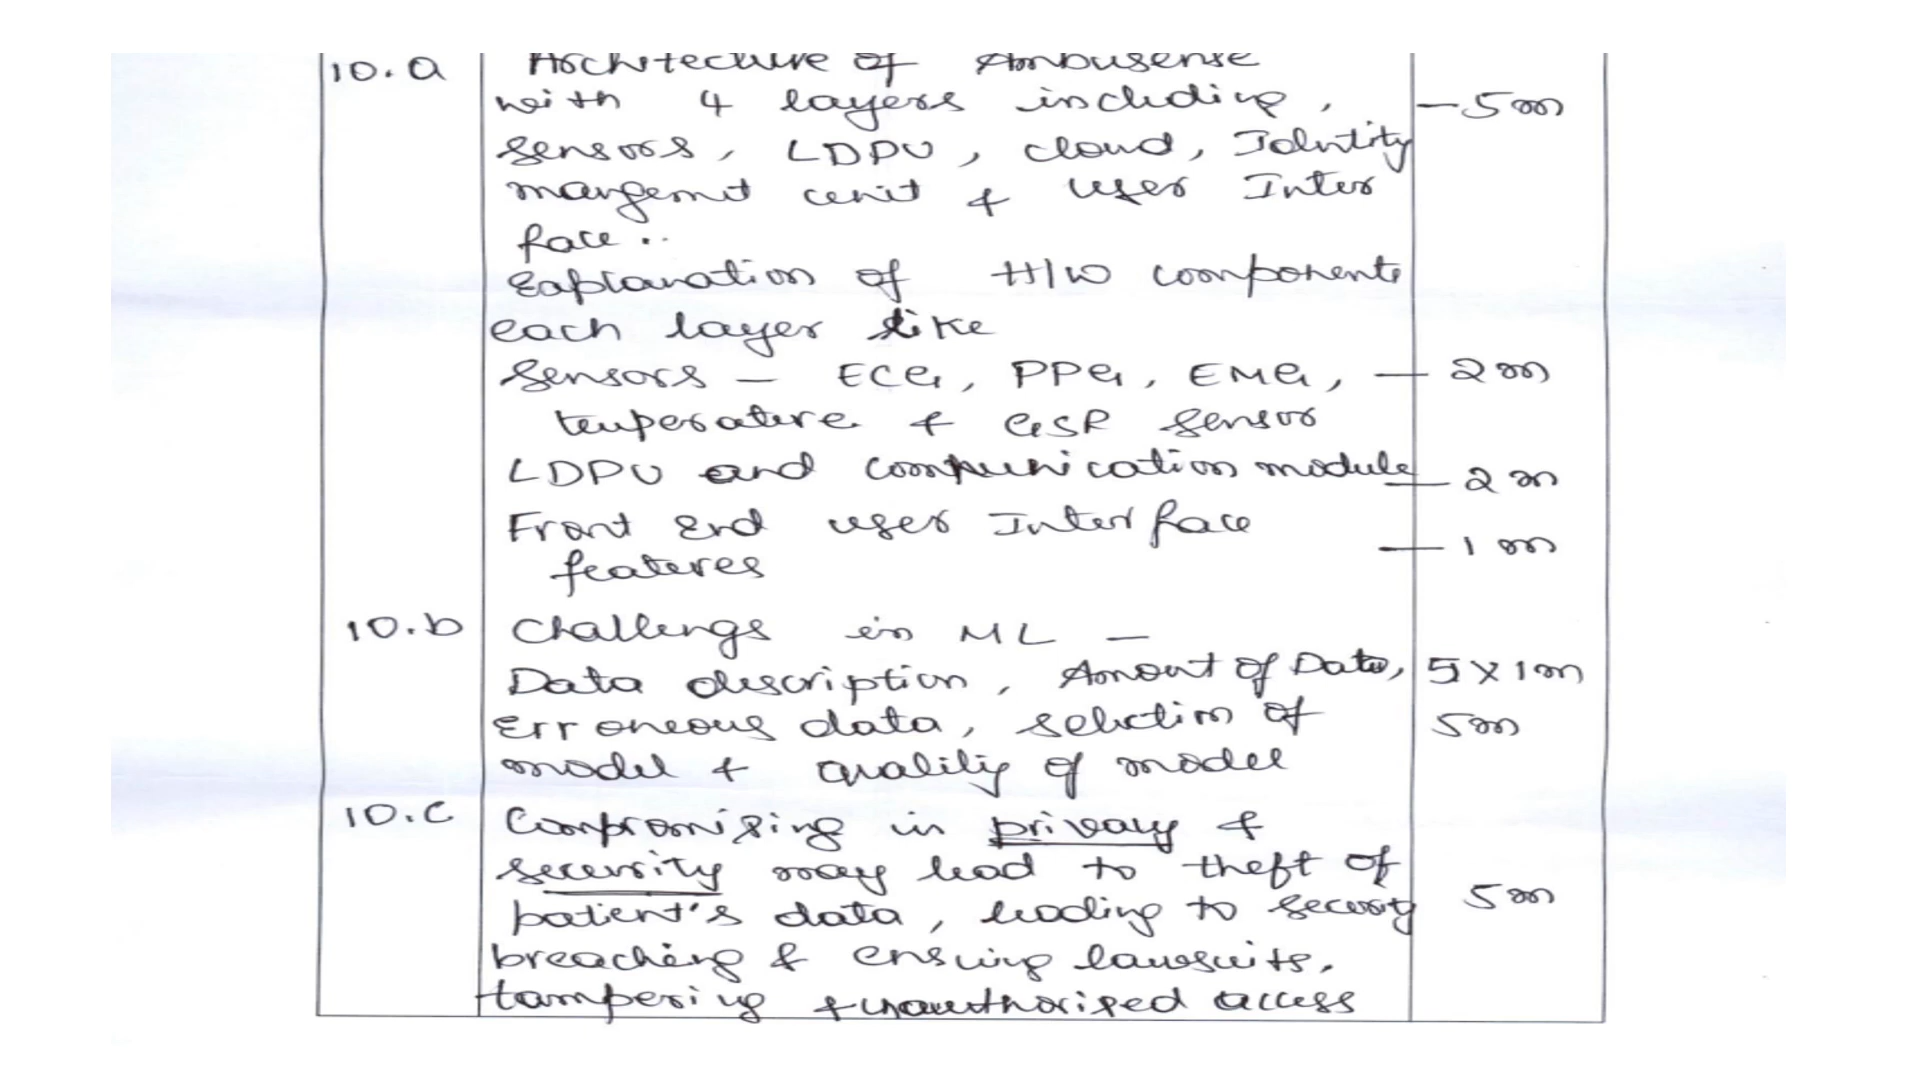 10.a Architecture of Ambusense
with 4 layers including, — 5m
sensors, LDPU, cloud, Identity
mangemnt unit & user Inter
face..
Explanation of H/W components
each layer like
Sensors — ECG, PPG, EMG, — 2m
temperature & GSR sensor
LDPU and communication module — 2m
Front End user Interface
features — 1m
10.b Challengs in ML —
Data description, Amount of Data, 5 x 1m
Erroneous data, selection of 5m
model & quality of model
10.c Compromising in privacy &
security may lead to theft of
patient's data, leading to security 5m
breaching & ensuing lawsuits,
tampering & unauthorized access